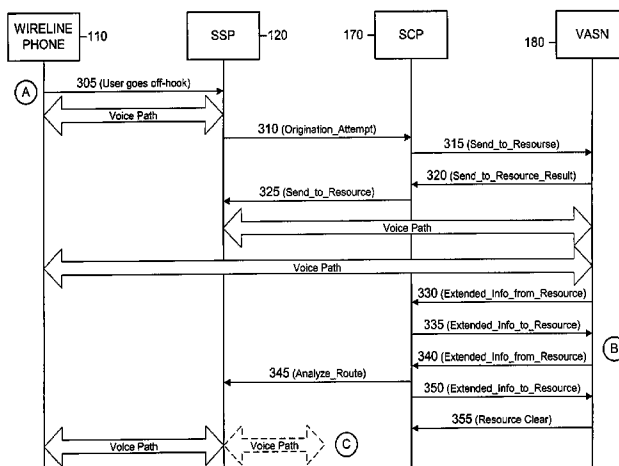 WIRELINE
PHONE
110
SSP
120
170
SCP
180
VASN
A
305 (User goes off-hook)
Voice Path
310 (Origination_Attempt)
315 (Send_to_Resourse)
320 (Send_to_Resource_Result)
325 (Send_to_Resource)
Voice Path
Voice Path
330 (Extended_Info_from_Resource)
335 (Extended_Info_to_Resource)
B
340 (Extended_Info_from_Resource)
345 (Analyze_Route)
350 (Extended_Info_to_Resource)
355 (Resource Clear)
Voice Path
Voice Path
C